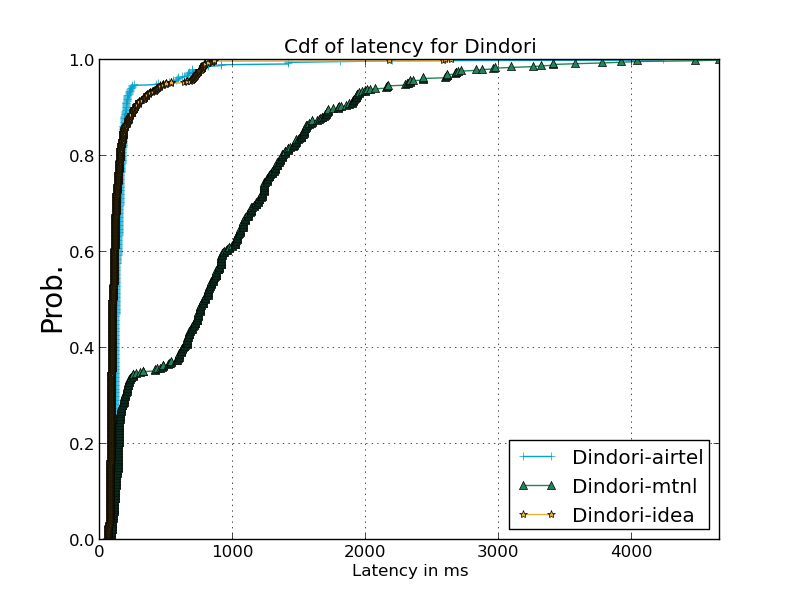 Cdf of latency for Dindori
1.0
0.8
0.6
0.4
0.2
0.0
Prob.
0 1000 2000 3000 4000
Latency in ms
Dindori-airtel
Dindori-mtnl
Dindori-idea